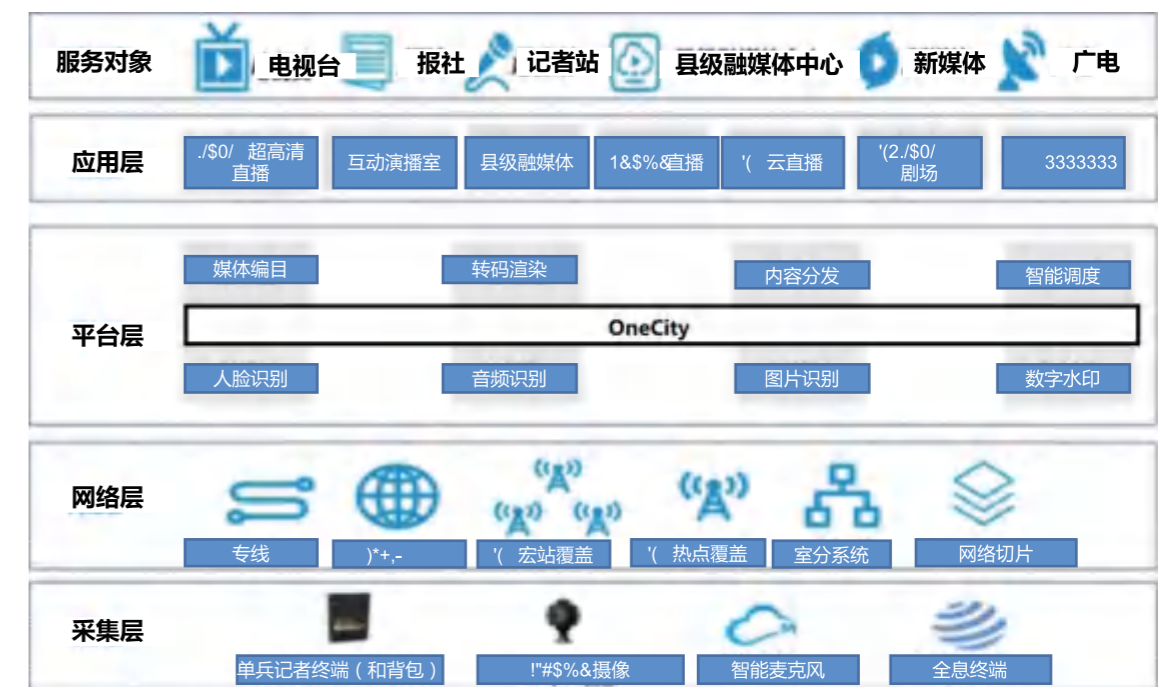 服务对象
电视台
报社
记者站
县级融媒体中心
新媒体
广电
应用层
./$0/ 超高清
直播
互动演播室
县级融媒体
1&$%&直播
'( 云直播
'(2./$0/
剧场
3333333
平台层
媒体编目
转码渲染
内容分发
智能调度
OneCity
人脸识别
音频识别
图片识别
数字水印
网络层
专线
)*+,-
'( 宏站覆盖
'( 热点覆盖
室分系统
网络切片
采集层
单兵记者终端（和背包）
!"#$%&摄像
智能麦克风
全息终端